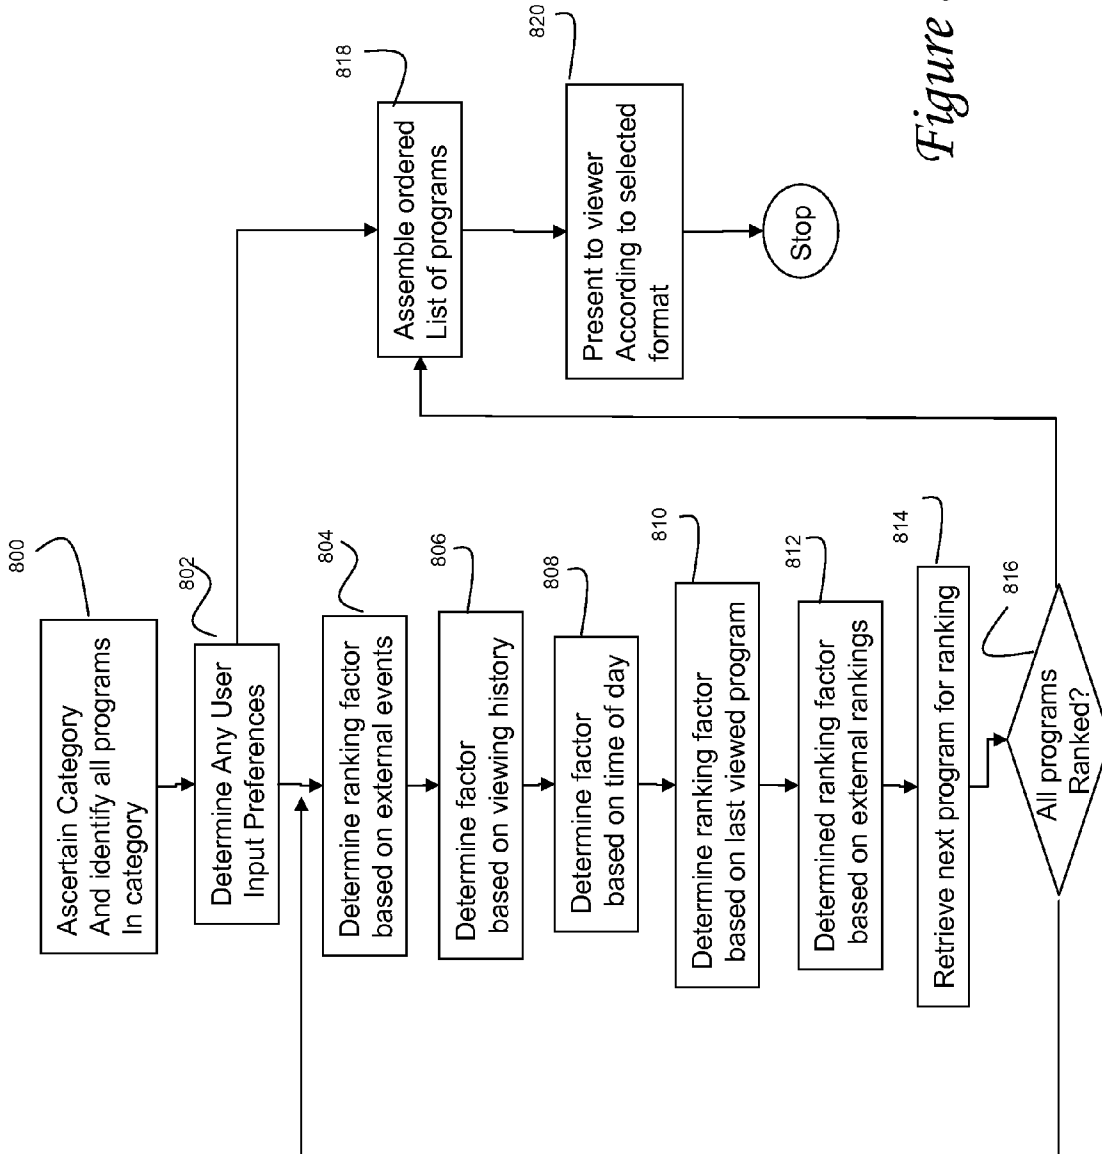 800
Ascertain Category
And identify all programs
In category
802
Determine Any User
Input Preferences
804
Determine ranking factor
based on external events
806
Determine factor
based on viewing history
808
Determine factor
based on time of day
810
Determine ranking factor
based on last viewed program
812
Determined ranking factor
based on external rankings
814
Retrieve next program for ranking
816
All programs
Ranked?
818
Assemble ordered
List of programs
820
Present to viewer
According to selected
format
Stop
Figure